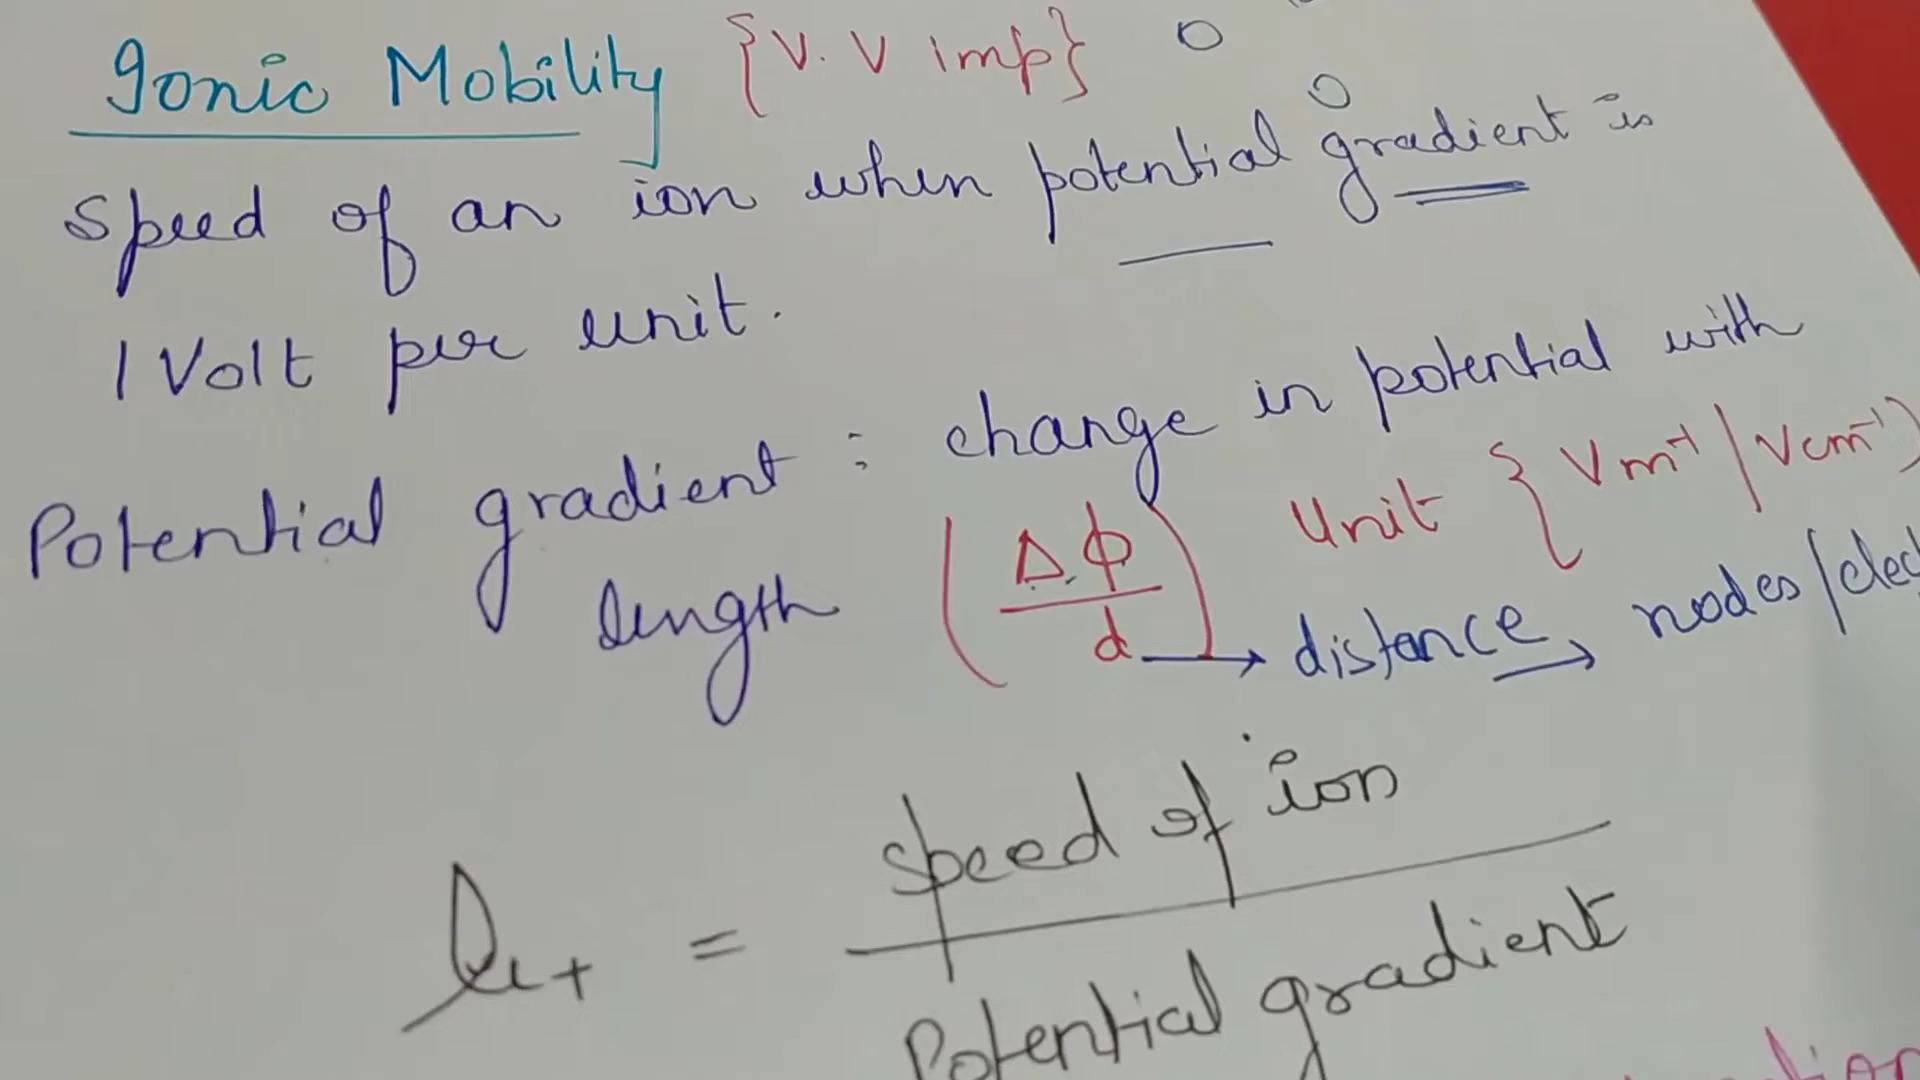 Ionic Mobility {V. V imp}
Speed of an ion when potential gradient is
1 Volt per unit.
Potential gradient : change in potential with
length (Δφ/d) Unit {Vm⁻¹ / Vcm⁻¹)
d → distance → nodes/elec
μ+ = speed of ion
Potential gradient